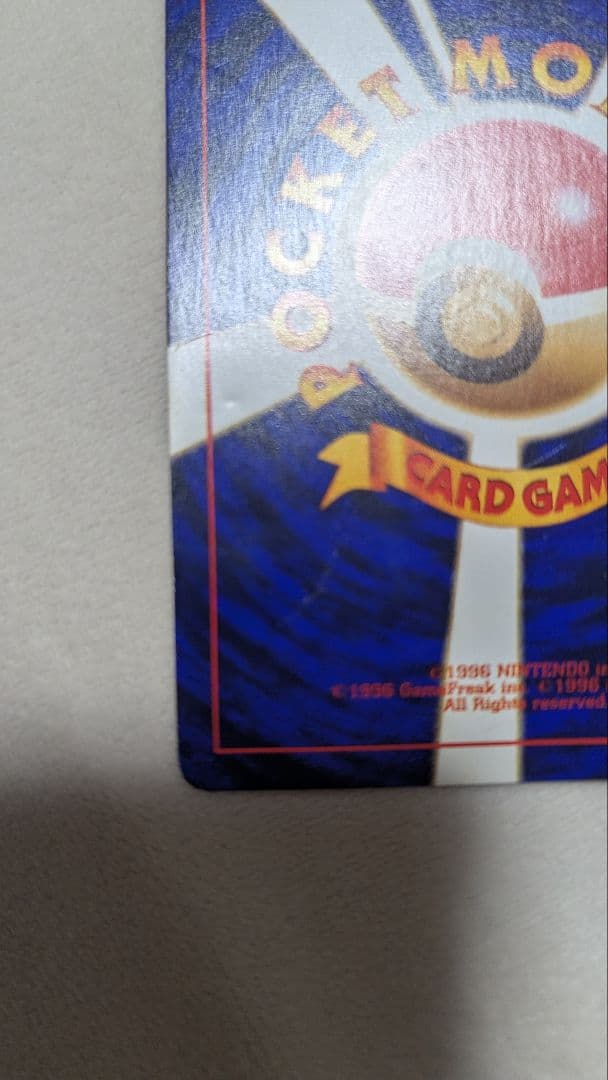 POCKET MO
CARD GAM
©1996 NINTENDO
©1996 GameFreak inc. ©1996
All Rights reserved.